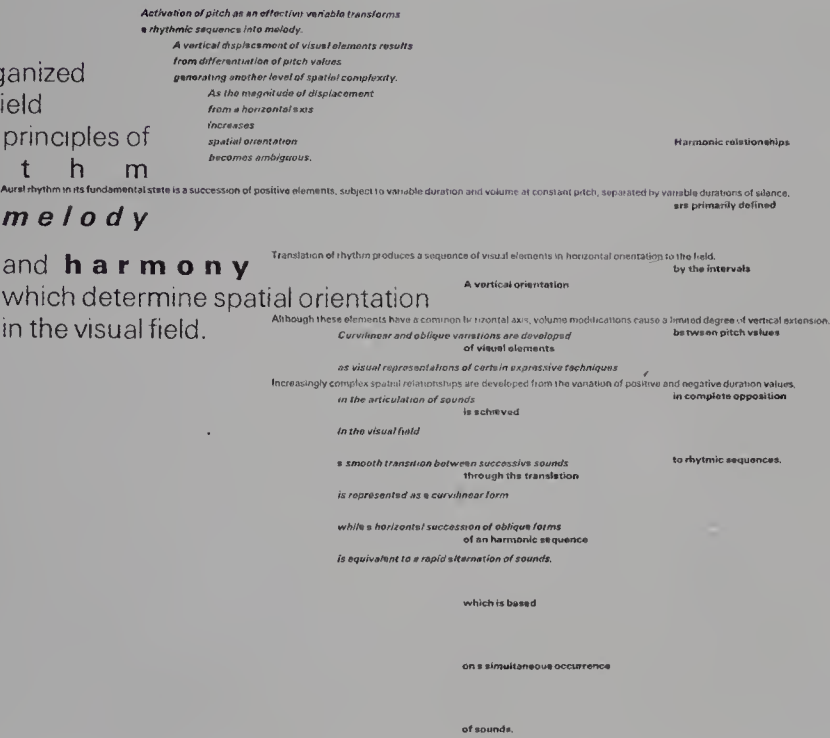 Activation of pitch as an effective variable transforms
a rhythmic sequence into melody.
A vertical displacement of visual elements results
from differentiation of pitch values
generating another level of spatial complexity.
As the magnitude of displacement
from a horizontal axis
increases
spatial orientation
becomes ambiguous.
ganized
ield
principles of
t h m
melody
and harmony
which determine spatial orientation
in the visual field.
Aural rhythm in its fundamental state is a succession of positive elements, subject to variable duration and volume at constant pitch, separated by variable durations of silence.
Translation of rhythm produces a sequence of visual elements in horizontal orientation to the field.
Although these elements have a common horizontal axis, volume modifications cause a limited degree of vertical extension.
Increasingly complex spatial relationships are developed from the variation of positive and negative duration values.
Curvilinear and oblique variations are developed
as visual representations of certain expressive techniques
in the articulation of sounds
In the visual field
a smooth transition between successive sounds
is represented as a curvilinear form
while a horizontal succession of oblique forms
is equivalent to a rapid alternation of sounds.
Harmonic relationships
are primarily defined
by the intervals
between pitch values
in complete opposition
to rhytmic sequences.
A vertical orientation
of visual elements
is achieved
through the translation
of an harmonic sequence
which is based
on a simultaneous occurrence
of sounds.